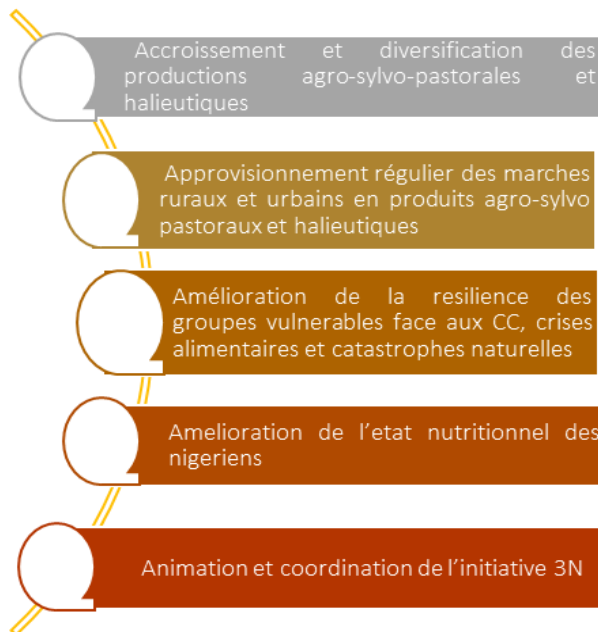 Accroissement et diversification des
productions agro-sylvo-pastorales et
halieutiques
Approvisionnement régulier des marches
ruraux et urbains en produits agro-sylvo
pastoraux et halieutiques
Amélioration de la resilience des
groupes vulnerables face aux CC, crises
alimentaires et catastrophes naturelles
Amelioration de l'etat nutritionnel des
nigeriens
Animation et coordination de l'initiative 3N